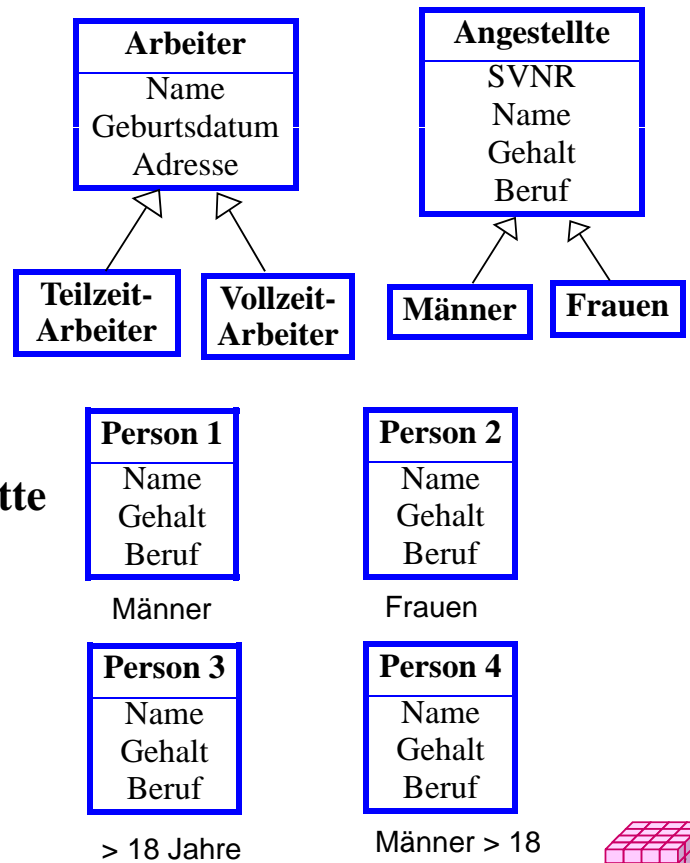 Arbeiter
Name
Geburtsdatum
Adresse
Angestellte
SVNR
Name
Gehalt
Beruf
Teilzeit-
Arbeiter
Vollzeit-
Arbeiter
Männer
Frauen
tte
Person 1
Name
Gehalt
Beruf
Männer
Person 2
Name
Gehalt
Beruf
Frauen
Person 3
Name
Gehalt
Beruf
> 18 Jahre
Person 4
Name
Gehalt
Beruf
Männer > 18